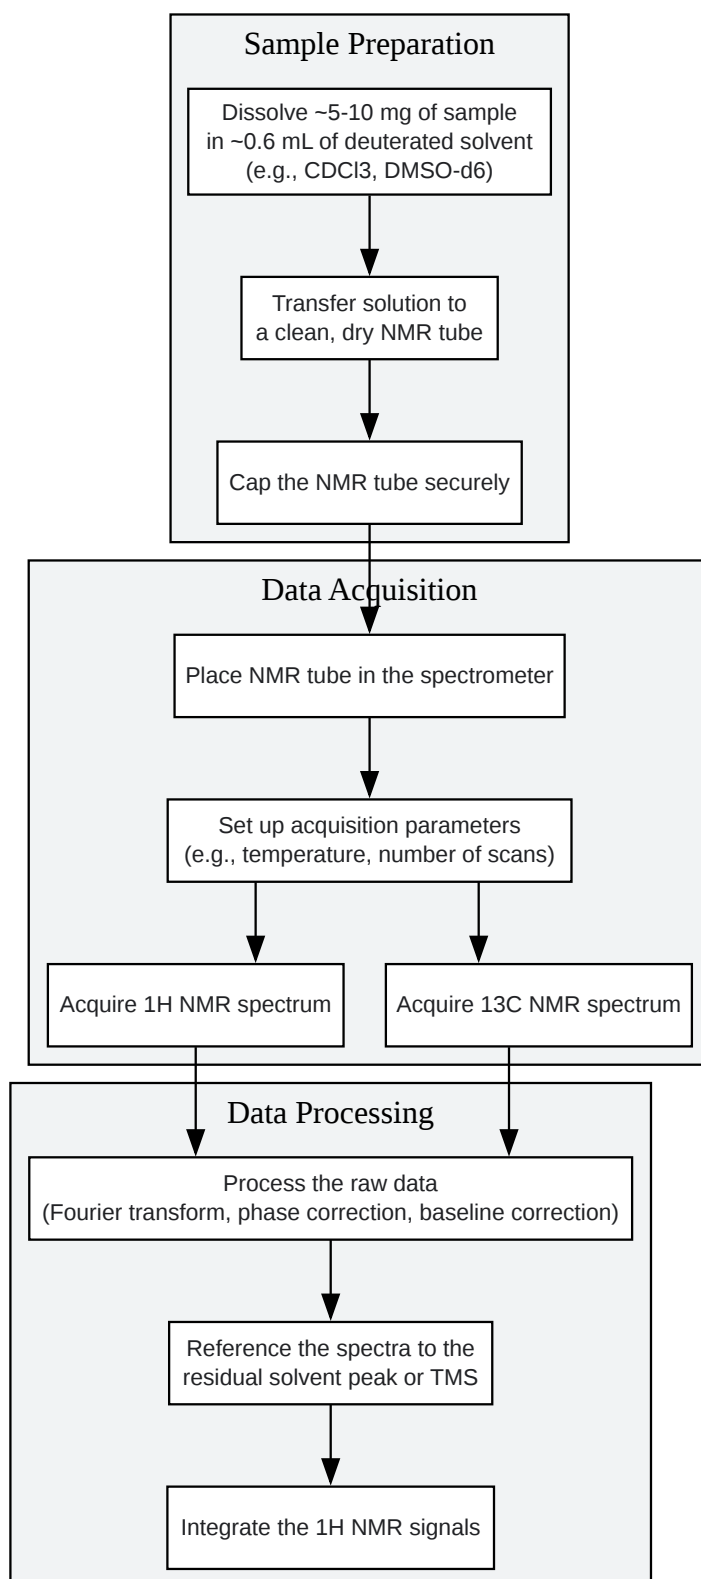 Sample Preparation
Dissolve ~5-10 mg of sample
in ~0.6 mL of deuterated solvent
(e.g., CDCl3, DMSO-d6)
Transfer solution to
a clean, dry NMR tube
Cap the NMR tube securely
Data Acquisition
Place NMR tube in the spectrometer
Set up acquisition parameters
(e.g., temperature, number of scans)
Acquire 1H NMR spectrum
Acquire 13C NMR spectrum
Data Processing
Process the raw data
(Fourier transform, phase correction, baseline correction)
Reference the spectra to the
residual solvent peak or TMS
Integrate the 1H NMR signals